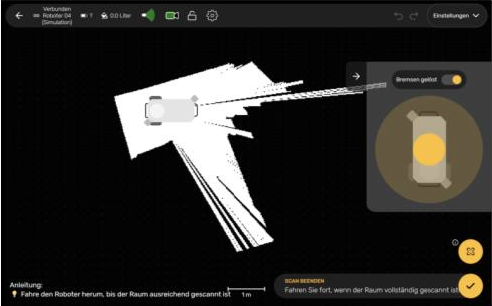 Verbunden
Roboter 04
(Simulation)
?
0.0 Liter
Einstellungen
Bremsen gelöst
SCAN BEENDEN
Fahren Sie fort, wenn der Raum vollständig gescannt ist
Anleitung:
Fahre den Roboter herum, bis der Raum ausreichend gescannt ist
1 m